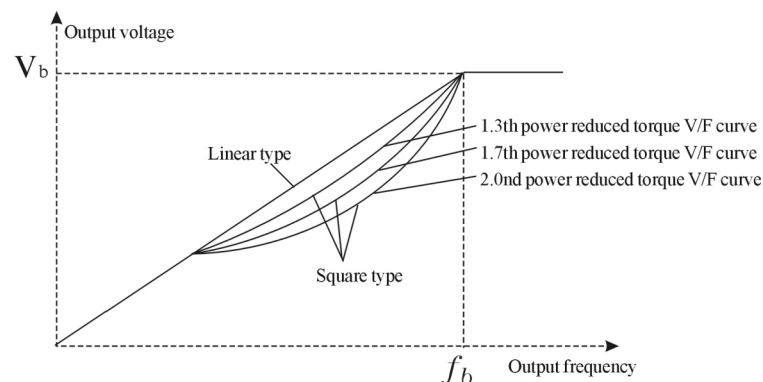 Output voltage
Vb
1.3th power reduced torque V/F curve
Linear type
1.7th power reduced torque V/F curve
2.0nd power reduced torque V/F curve
Square type
fb
Output frequency